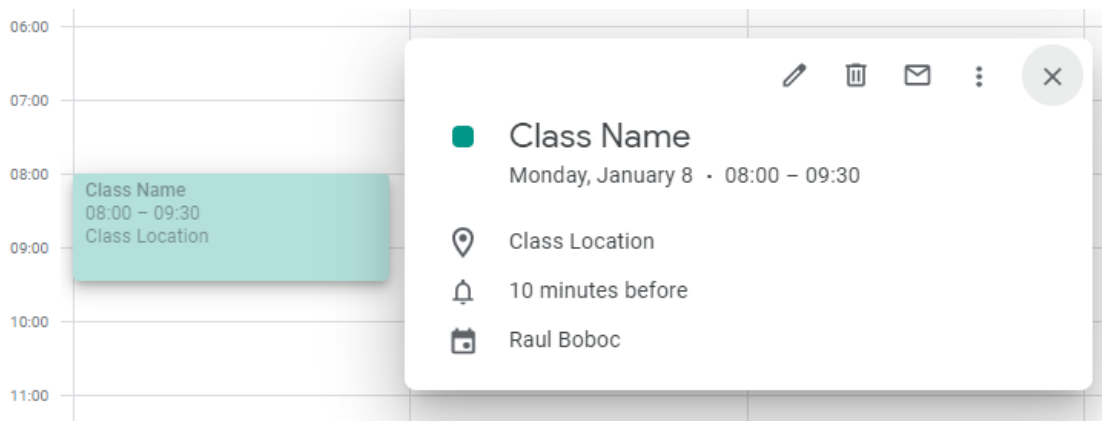 06:00
07:00
08:00
Class Name
08:00 – 09:30
Class Location
09:00
10:00
11:00
Class Name
Monday, January 8 • 08:00 – 09:30
Class Location
10 minutes before
Raul Boboc